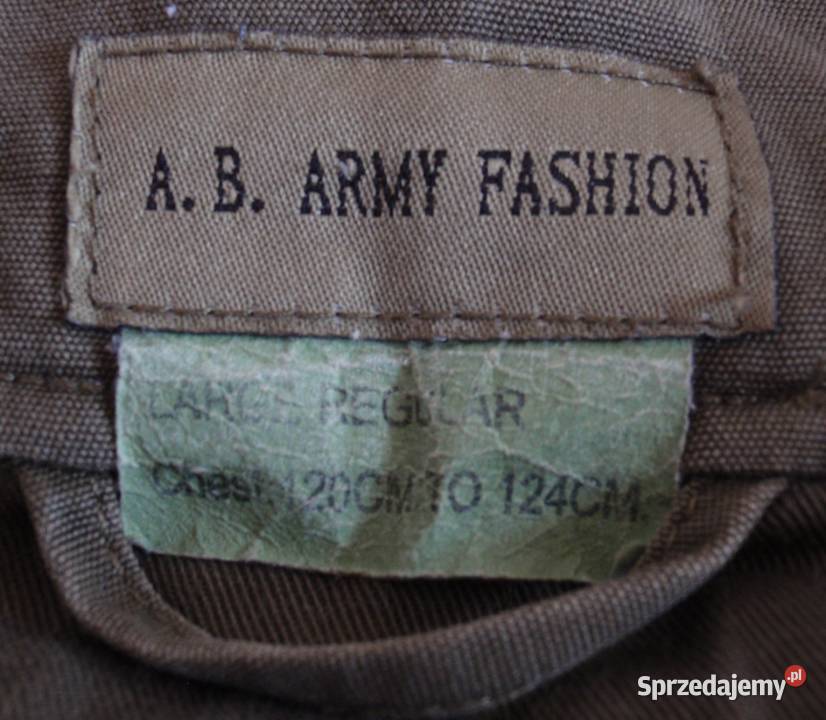 A. B. ARMY FASHION
LARGE REGULAR
Chest. 120CM TO 124CM.
Sprzedajemy.pl